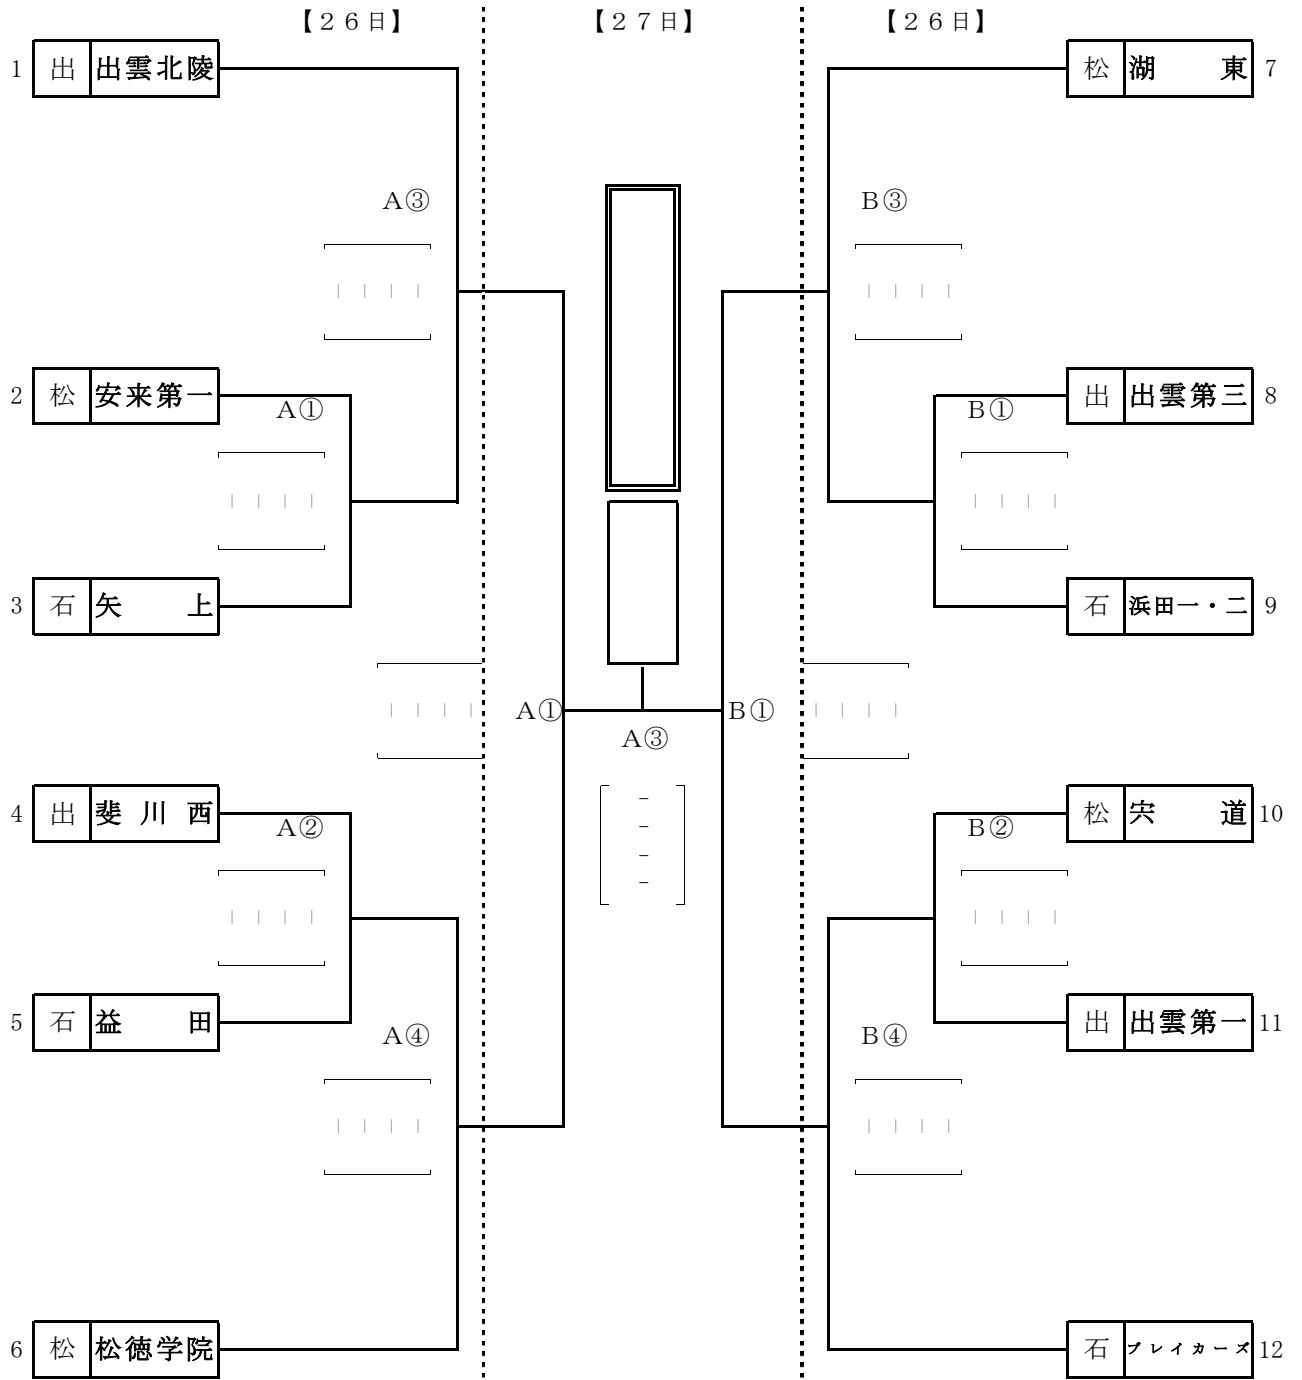 【２６日】 【２７日】 【２６日】
1 出 出雲北陵
松 湖 東 7
A③
B③
2 松 安来第一
A①
B①
出 出雲第三 8
3 石 矢 上
石 浜田一・二 9
A①
B①
A③
4 出 斐川西
A②
B②
松 宍 道 10
5 石 益 田
出 出雲第一 11
A④
B④
6 松 松徳学院
石 ブレイカーズ 12